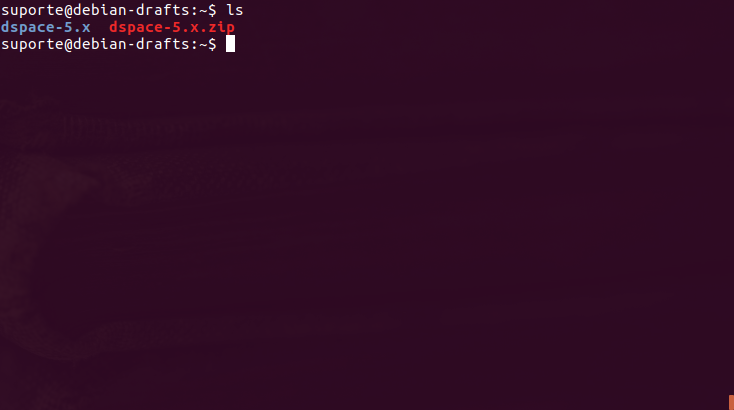 suporte@debian-drafts:~$ ls
dspace-5.x  dspace-5.x.zip
suporte@debian-drafts:~$